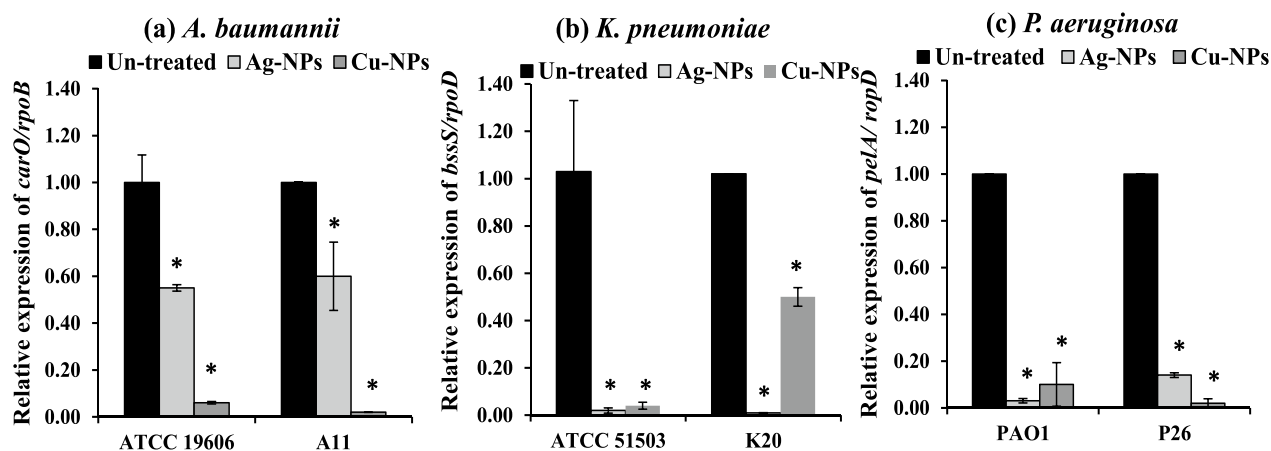 (a) A. baumannii
Un-treated Ag-NPs Cu-NPs
Relative expression of carO/rpoB
1.40
1.20
1.00
0.80
0.60
0.40
0.20
0.00
* * * *
ATCC 19606 A11
(b) K. pneumoniae
Un-treated Ag-NPs Cu-NPs
Relative expression of bssS/rpoD
1.40
1.20
1.00
0.80
0.60
0.40
0.20
0.00
* * * *
ATCC 51503 K20
(c) P. aeruginosa
Un-treated Ag-NPs Cu-NPs
Relative expression of pelA/ ropD
1.40
1.20
1.00
0.80
0.60
0.40
0.20
0.00
* * * *
PAO1 P26